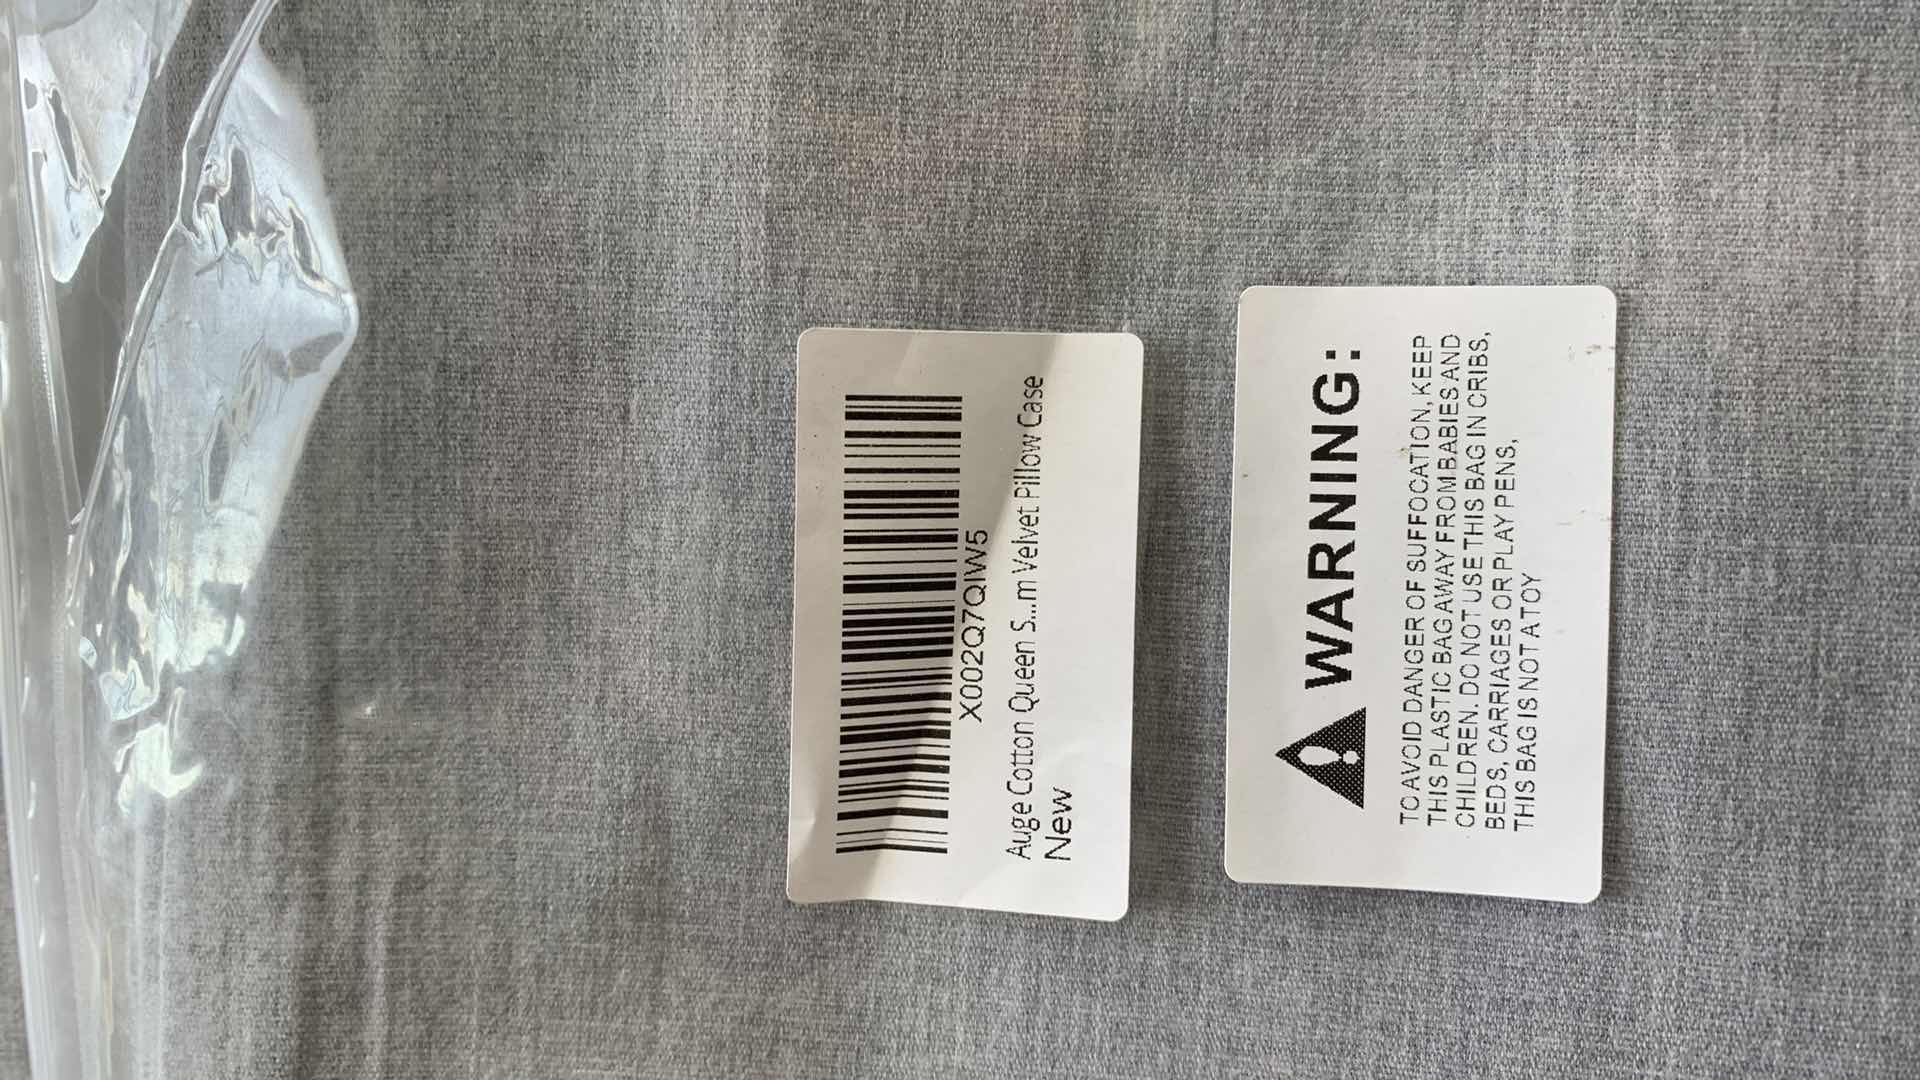 X002Q7QIW5
Auge Cotton Queen S...m Velvet Pillow Case
New
WARNING:
TO AVOID DANGER OF SUFFOCATION, KEEP
THIS PLASTIC BAG AWAY FROM BABIES AND
CHILDREN. DO NOT USE THIS BAG IN CRIBS,
BEDS, CARRIAGES OR PLAY PENS,
THIS BAG IS NOT A TOY